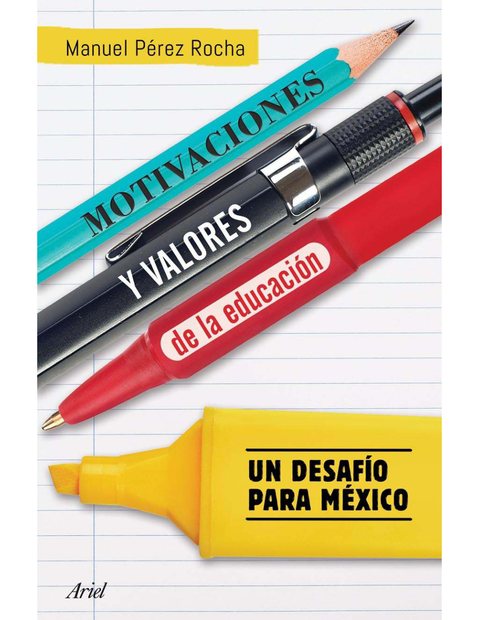 Manuel Pérez Rocha
MOTIVACIONES
Y VALORES
de la educación
UN DESAFÍO
PARA MÉXICO
Ariel